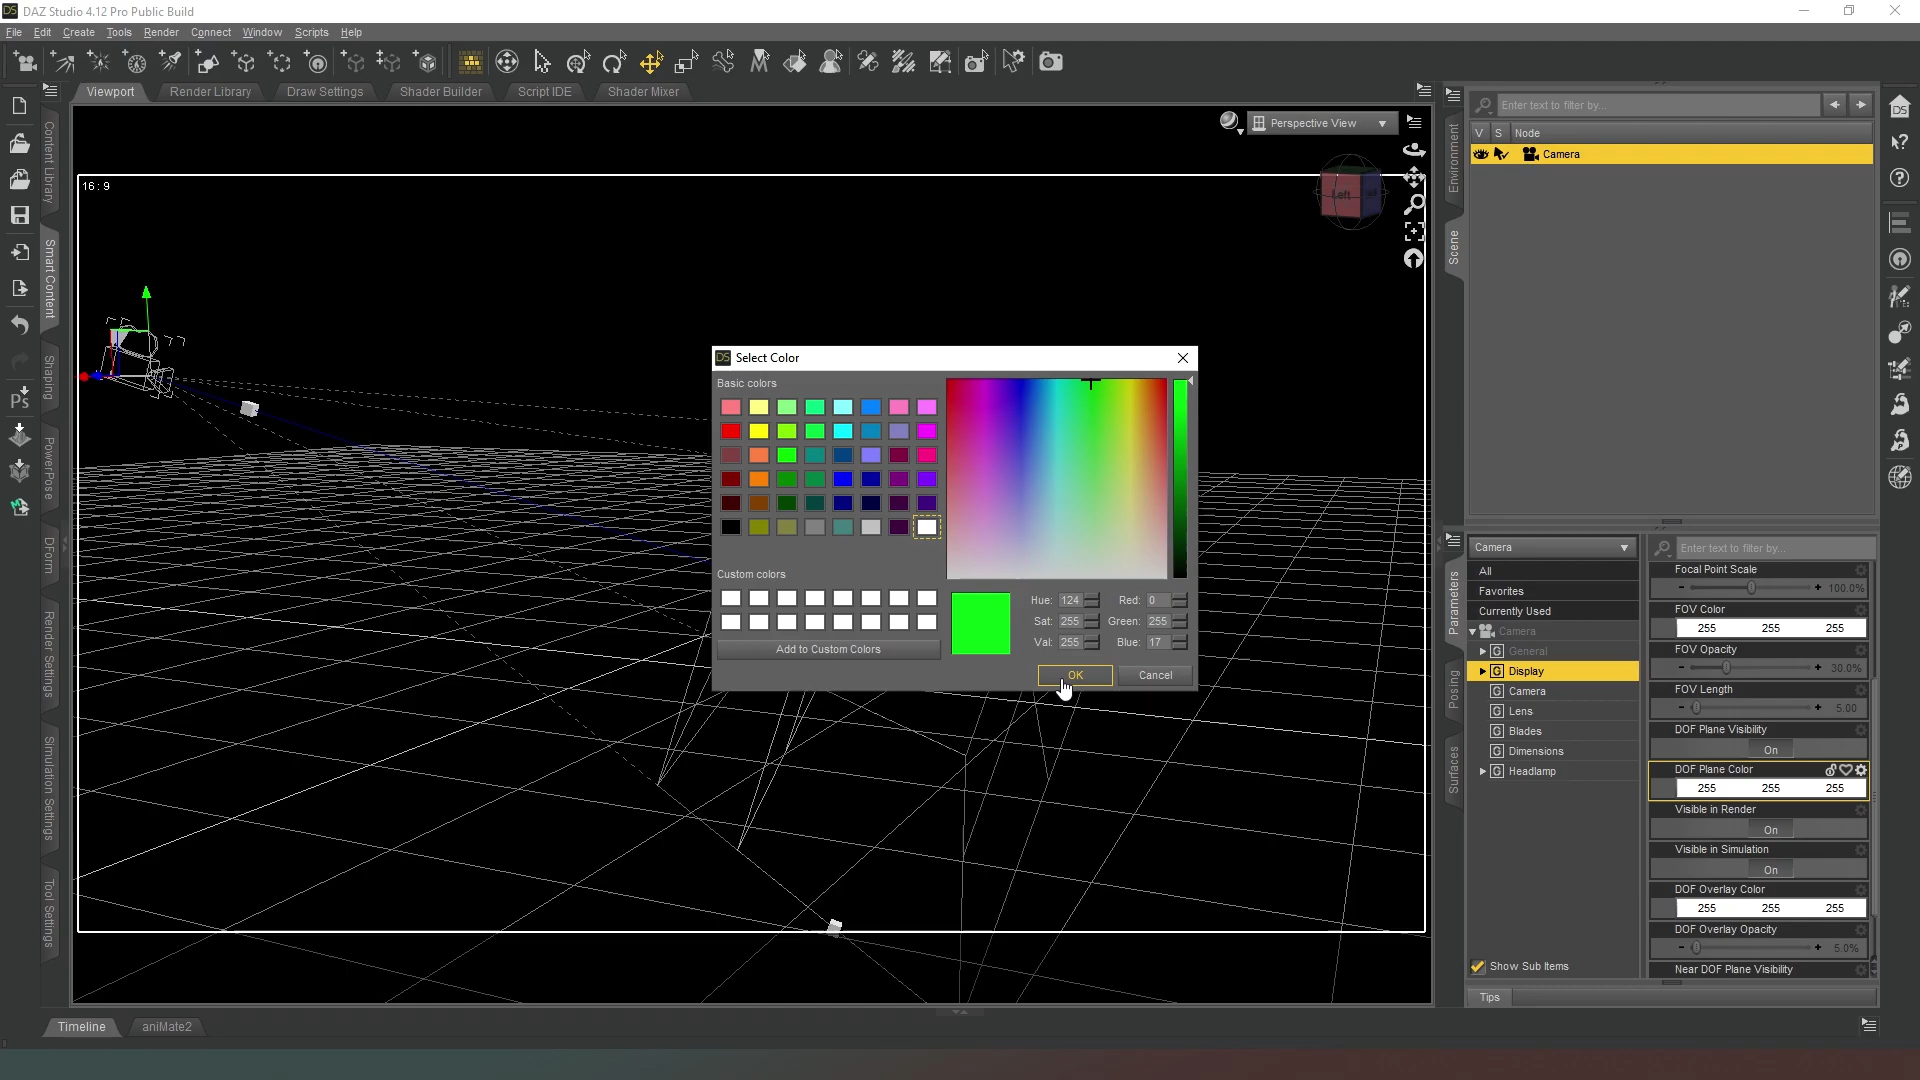 DAZ Studio 4.12 Pro Public Build
File Edit Create Tools Render Connect Window Scripts Help
Viewport Render Library Draw Settings Shader Builder Script IDE Shader Mixer
Perspective View
16 : 9
Left
Content Library
Smart Content
Shaping
PowerPose
DForm
Render Settings
Simulation Settings
Tool Settings
Ps
Select Color
Basic colors
Custom colors
Add to Custom Colors
Hue: 124 Red: 0
Sat: 255 Green: 255
Val: 255 Blue: 17
OK Cancel
Environment
Scene
Enter text to filter by...
V S Node
Camera
Parameters
Posing
Surfaces
Camera
All
Favorites
Currently Used
Camera
General
Display
Camera
Lens
Blades
Dimensions
Headlamp
Show Sub Items
Enter text to filter by...
Focal Point Scale
100.0%
FOV Color
255 255 255
FOV Opacity
30.0%
FOV Length
5.00
DOF Plane Visibility
On
DOF Plane Color
255 255 255
Visible in Render
On
Visible in Simulation
On
DOF Overlay Color
255 255 255
DOF Overlay Opacity
5.0%
Near DOF Plane Visibility
Tips
Timeline aniMate2